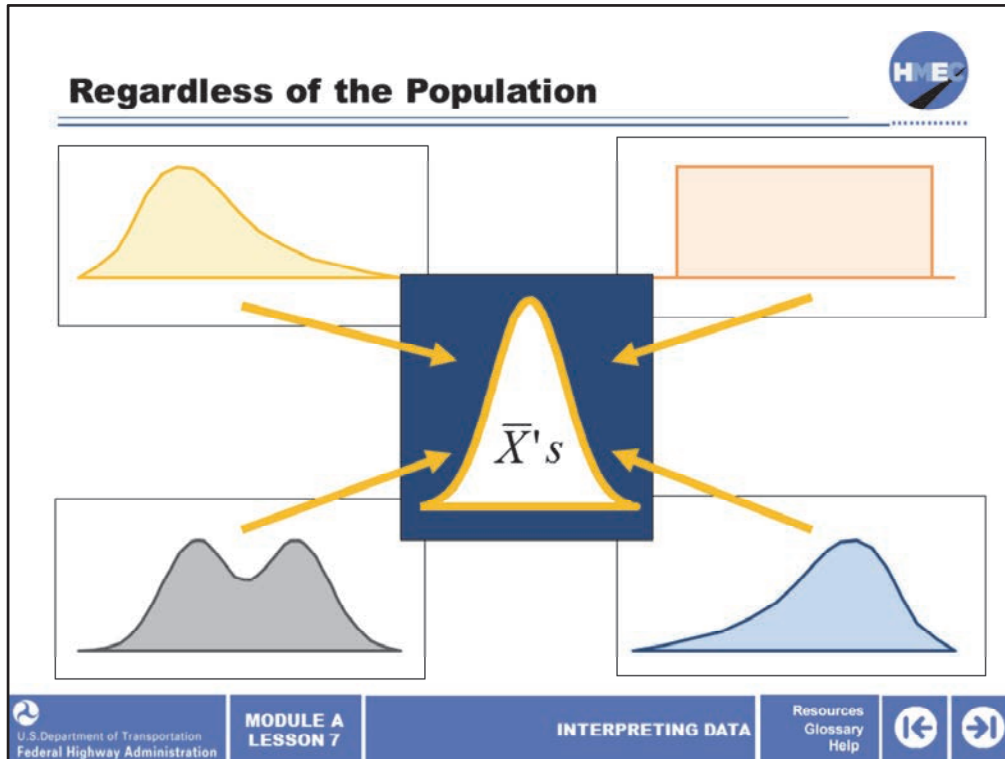 Regardless of the Population
HMEC
X̅'s
U.S.Department of Transportation
Federal Highway Administration
MODULE A
LESSON 7
INTERPRETING DATA
Resources
Glossary
Help